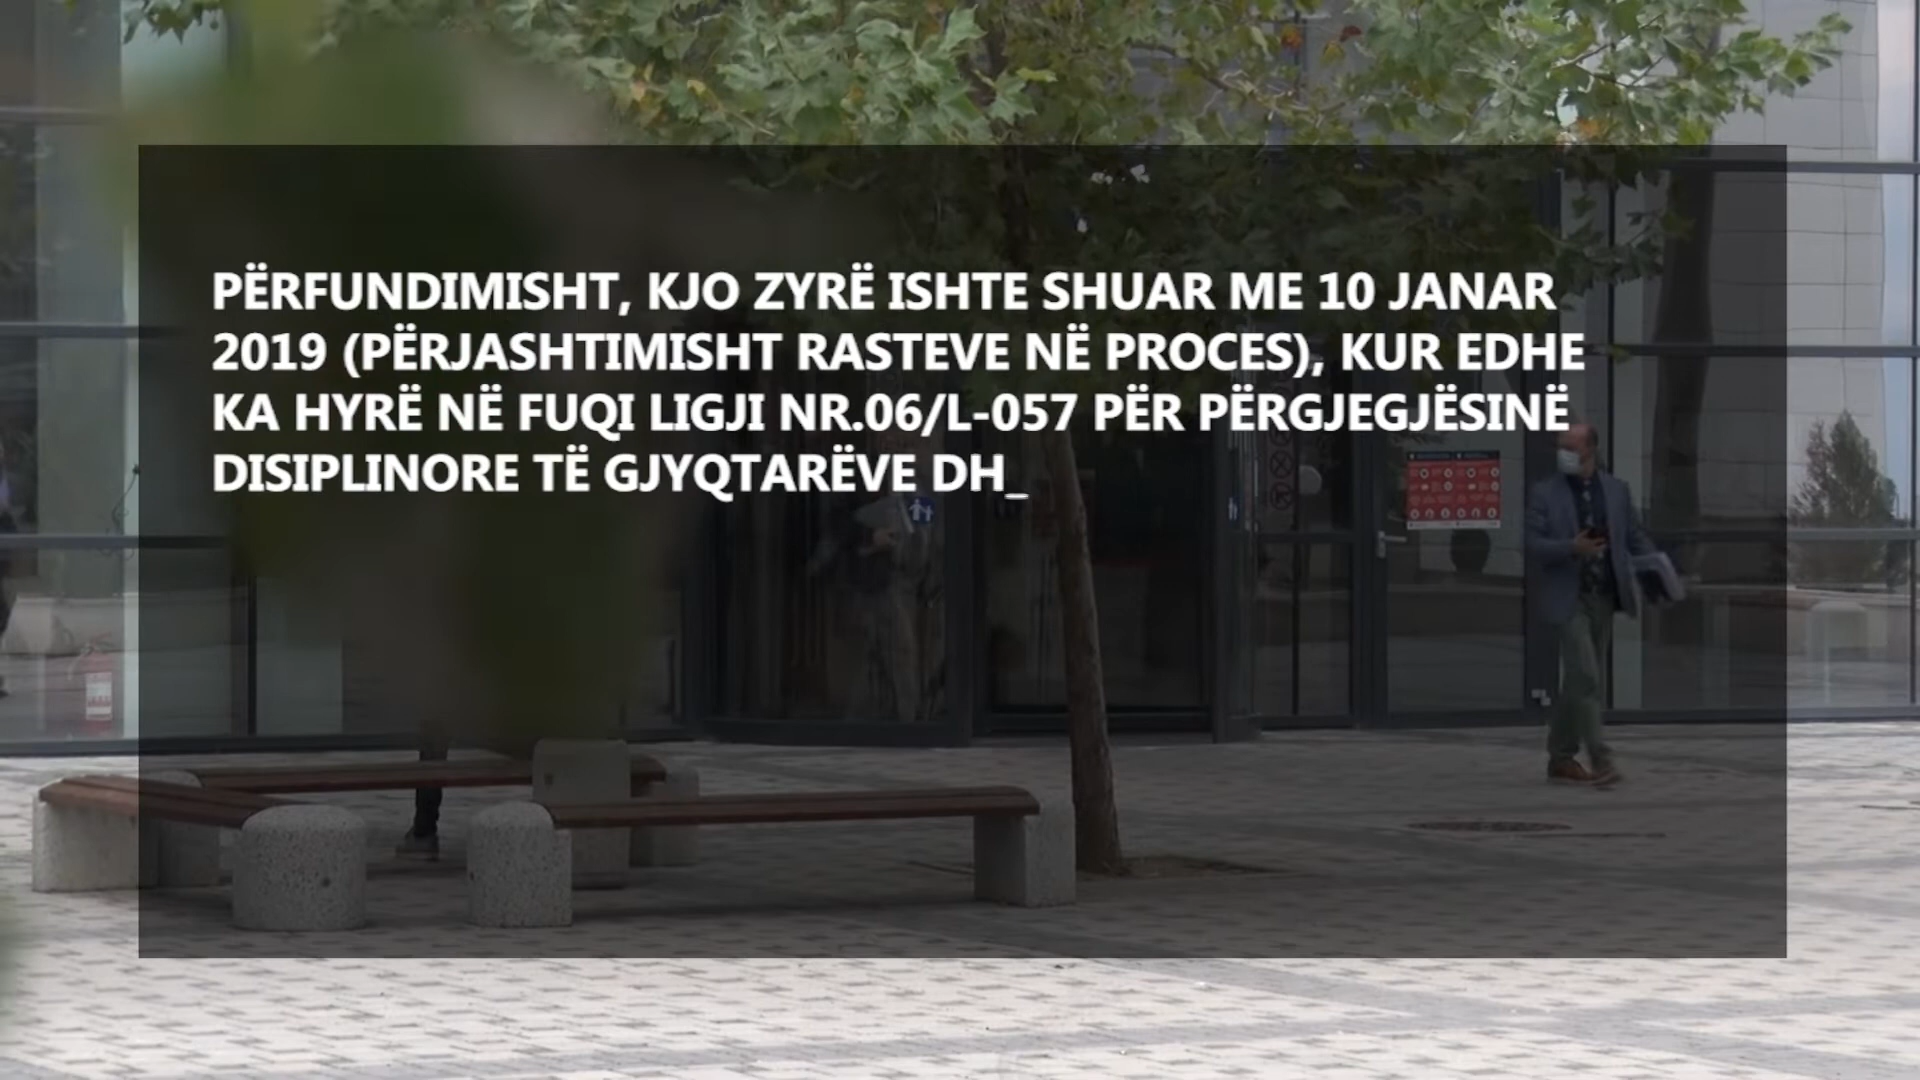 PËRFUNDIMISHT, KJO ZYRË ISHTE SHUAR ME 10 JANAR
2019 (PËRJASHTIMISHT RASTEVE NË PROCES), KUR EDHE
KA HYRË NË FUQI LIGJI NR.06/L-057 PËR PËRGJEGJËSINË
DISIPLINORE TË GJYQTARËVE DH_